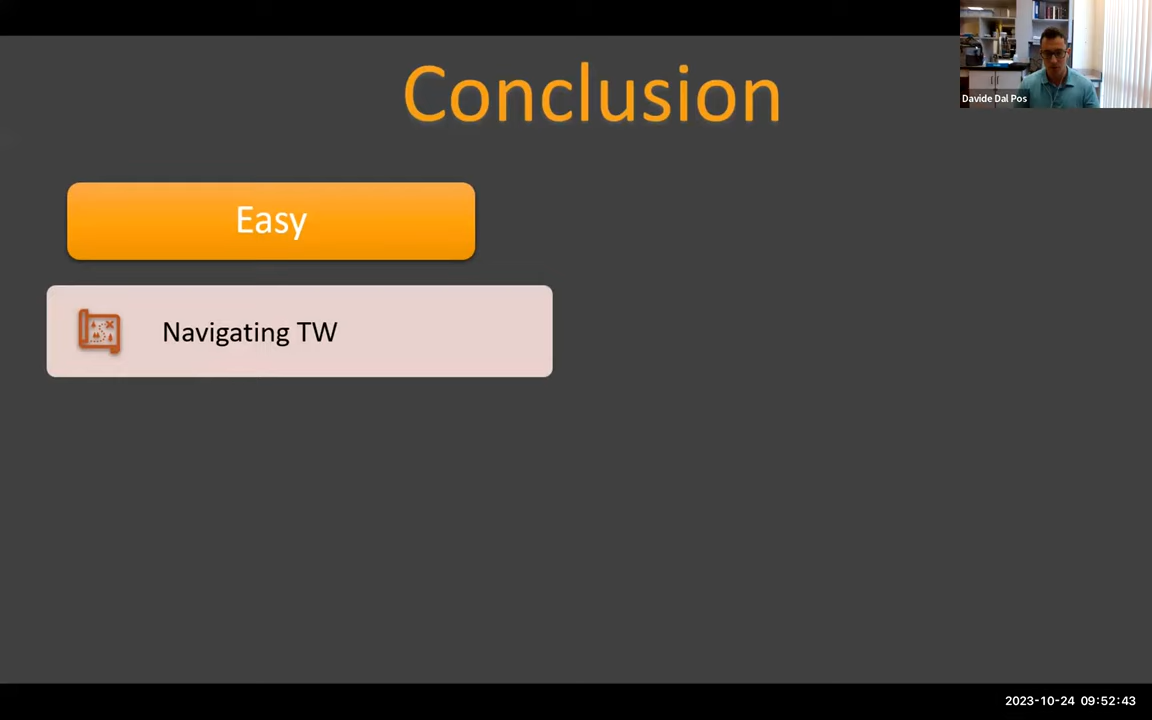 Conclusion
Davide Dal Pos
Easy
Navigating TW
2023-10-24 09:52:43